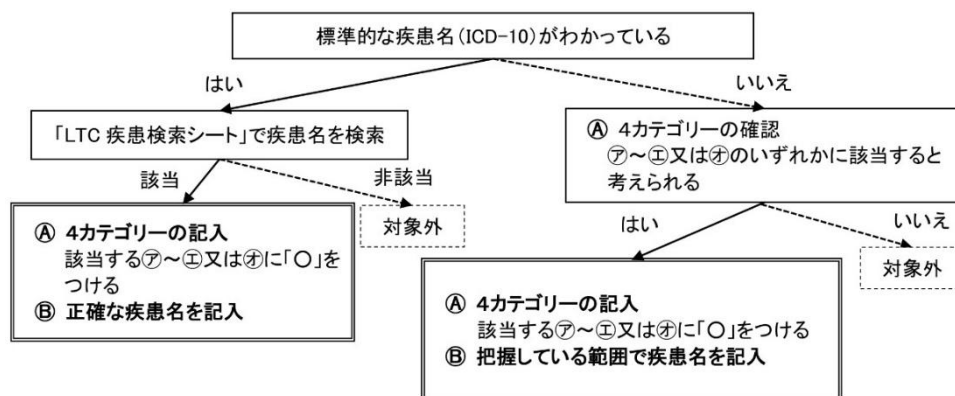 標準的な疾患名(ICD-10)がわかっている
はい
いいえ
「LTC 疾患検索シート」で疾患名を検索
Ⓐ 4カテゴリーの確認
㋐～㋓又は㋔のいずれかに該当すると
考えられる
該当
非該当
対象外
はい
いいえ
対象外
Ⓐ 4カテゴリーの記入
該当する㋐～㋓又は㋔に「〇」を
つける
Ⓑ 正確な疾患名を記入
Ⓐ 4カテゴリーの記入
該当する㋐～㋓又は㋔に「〇」をつける
Ⓑ 把握している範囲で疾患名を記入